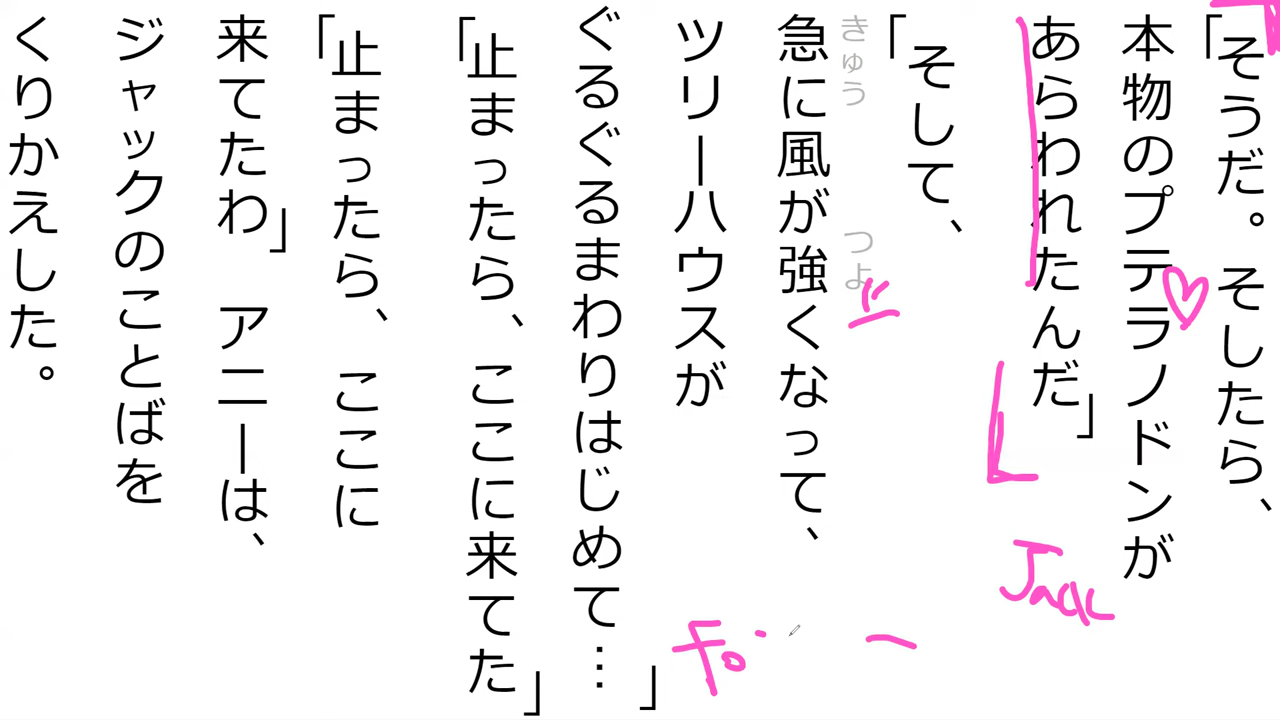 「そうだ。そしたら、
本物のプテラノドンが
あらわれたんだ」
Jack
「そして、
きゅう つよ
急に風が強くなって、
ツリーハウスが
ぐるぐるまわりはじめて…」
「止まったら、ここに来てた」
「止まったら、ここに
来てたわ」 アニーは、
ジャックのことばを
くりかえした。